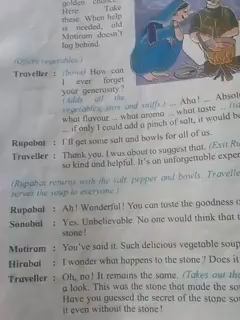 golden chance.
Here. Take
these. When help
is needed, old
Motiram doesn't
lag behind.
(Offers vegetables.)
Traveller : (bows) How can
I ever forget
your generosity?
(Adds all the
vegetables, stirs and sniffs.) ... Aha! ... Absol
what flavour ... what aroma ... what taste ...
... if only I could add a pinch of salt, it would b
Rupabai : I'll get some salt and bowls for all of us.
Traveller : Thank you. I was about to suggest that. (Exit Ru
so kind and helpful. It's an unforgettable exper
(Rupabai returns with the salt pepper and bowls. Travelle
serves the soup to everyone.)
Rupabai : Ah! Wonderful! You can taste the goodness o
Sonabai : Yes. Unbelievable. No one would think that
stone!
Motiram : You've said it. Such delicious vegetable soup
Hirabai : I wonder what happens to the stone? Does it
Traveller : Oh, no! It remains the same. (Takes out the
a look. This was the stone that made the so
Have you guessed the secret of the stone so
it even without the stone!